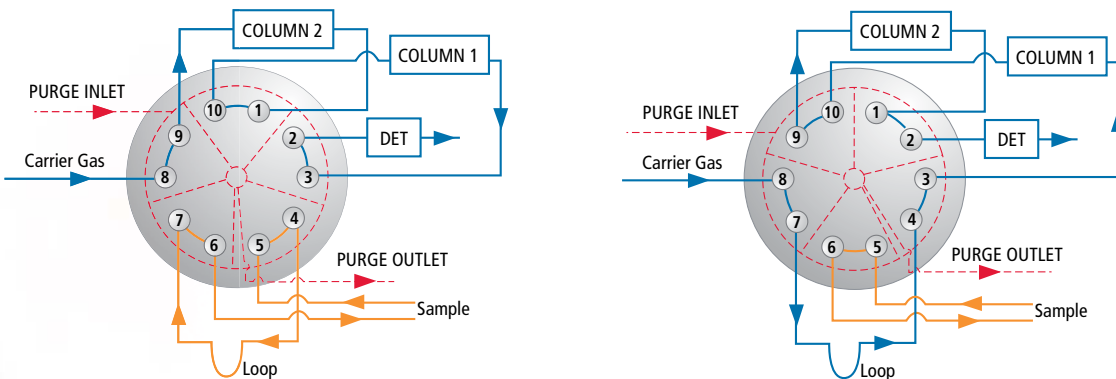 COLUMN 2
COLUMN 1
PURGE INLET
10
1
9
2
DET
Carrier Gas
8
3
7
4
6
5
PURGE OUTLET
Sample
Loop
COLUMN 2
COLUMN 1
PURGE INLET
10
1
9
2
DET
Carrier Gas
8
3
7
4
6
5
PURGE OUTLET
Sample
Loop